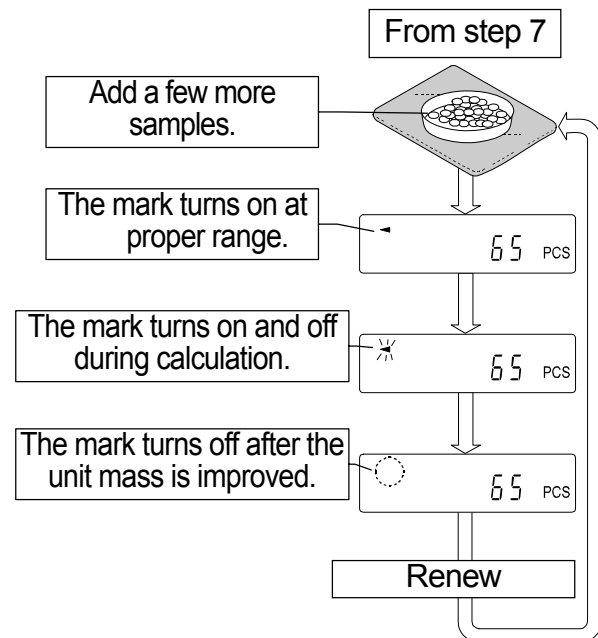 From step 7
Add a few more
samples.
The mark turns on at
proper range.
65 PCS
The mark turns on and off
during calculation.
65 PCS
The mark turns off after the
unit mass is improved.
65 PCS
Renew